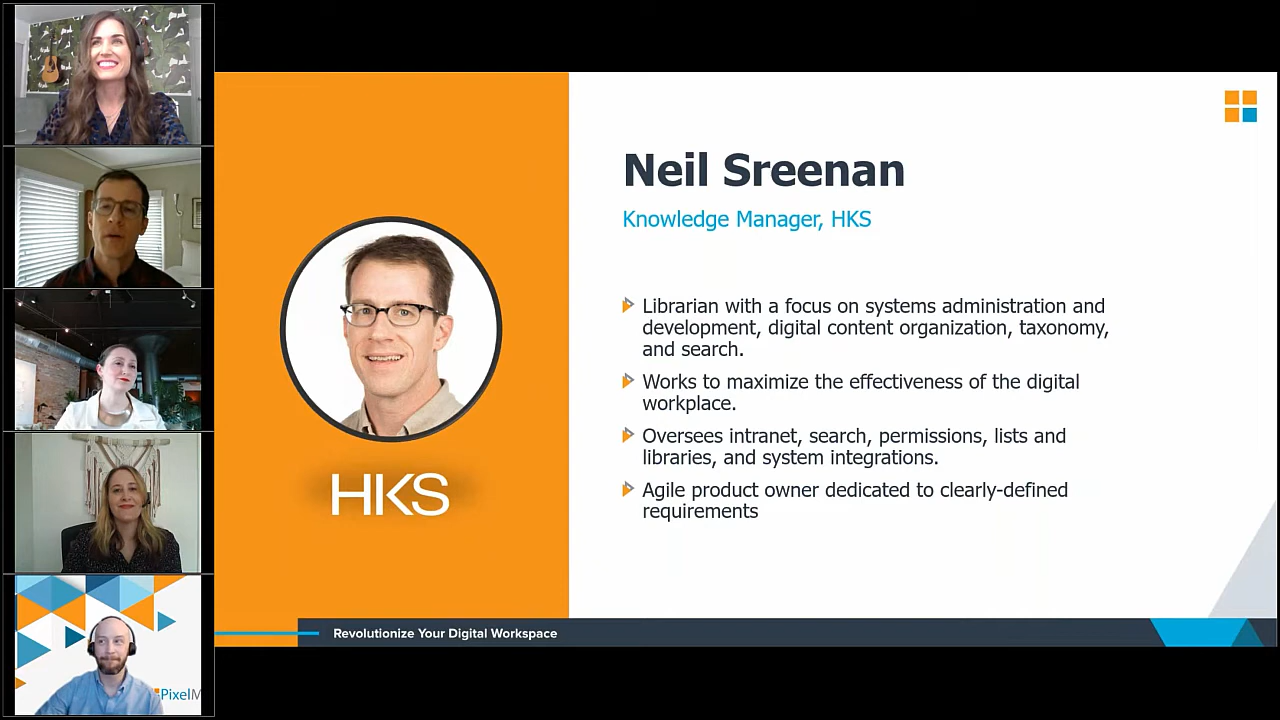 Neil Sreenan
Knowledge Manager, HKS
Librarian with a focus on systems administration and
development, digital content organization, taxonomy,
and search.
Works to maximize the effectiveness of the digital
workplace.
Oversees intranet, search, permissions, lists and
libraries, and system integrations.
Agile product owner dedicated to clearly-defined
requirements
HKS
Revolutionize Your Digital Workspace
PixelM